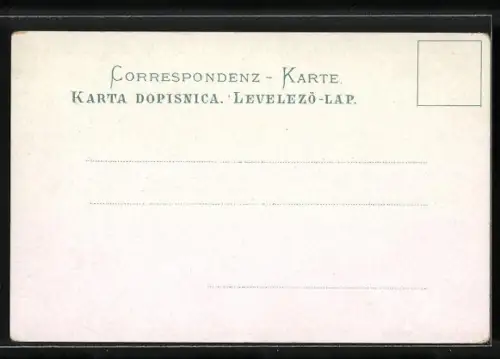 CORRESPONDENZ - KARTE.
KARTA DOPISNICA. LEVELEZŐ-LAP.